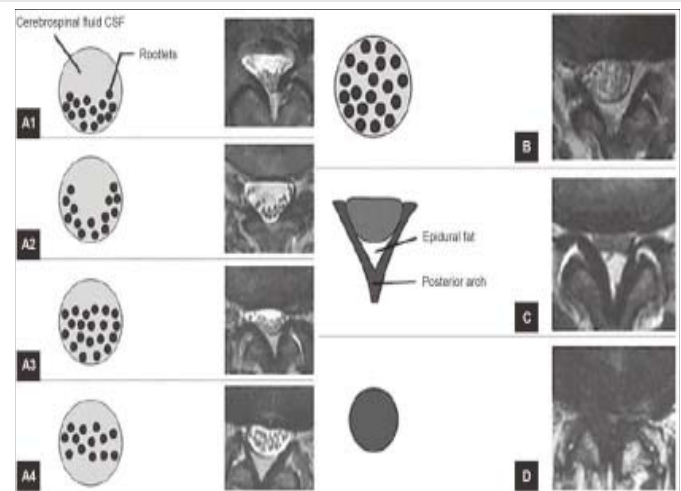 Cerebrospinal fluid CSF
Rootlets
A1
A2
A3
A4
B
Epidural fat
Posterior arch
C
D